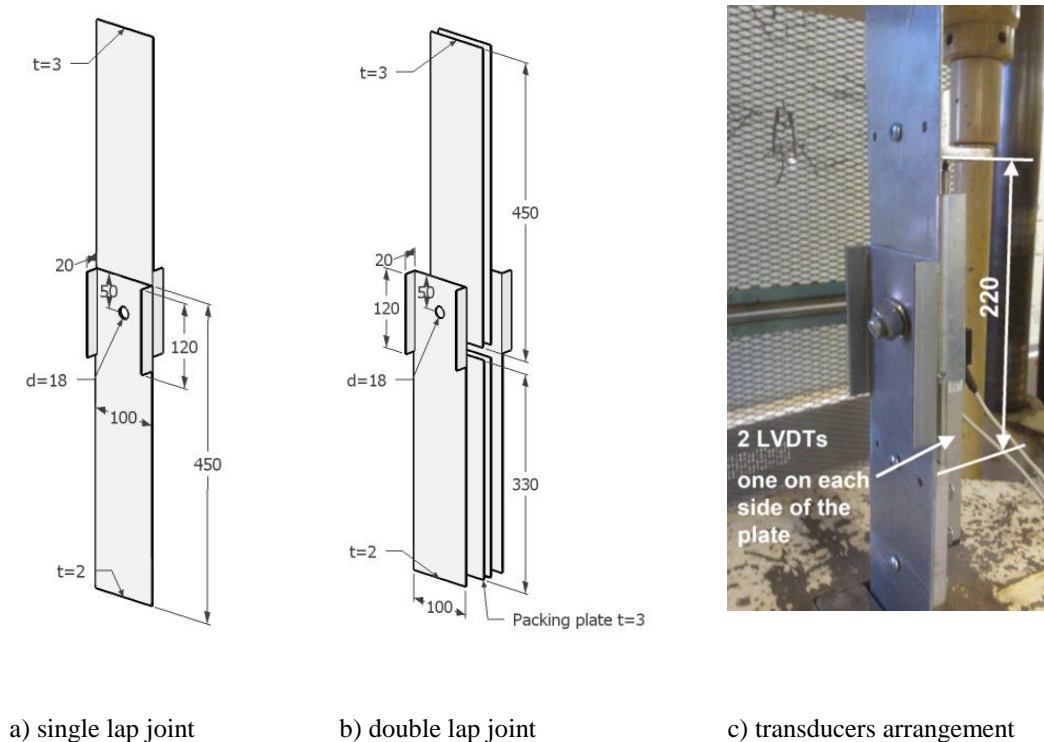 t=3
20
50
120
d=18
100
450
t=2
t=3
450
20
50
120
d=18
330
t=2
100
Packing plate t=3
220
2 LVDTs
one on each
side of the
plate
a) single lap joint
b) double lap joint
c) transducers arrangement